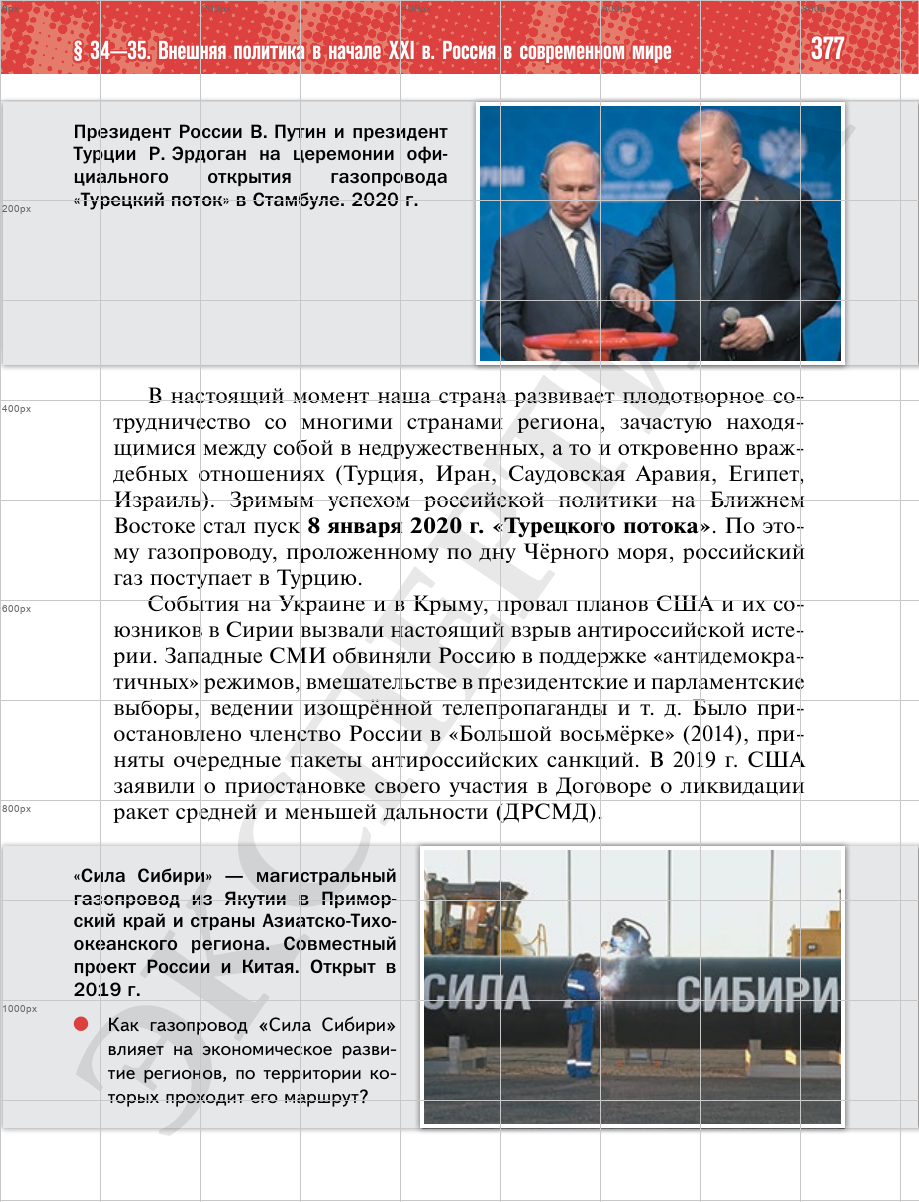 § 34—35. Внешняя политика в начале XXI в. Россия в современном мире
377
Президент России В. Путин и президент
Турции Р. Эрдоган на церемонии офи-
циального открытия газопровода
«Турецкий поток» в Стамбуле. 2020 г.
200px
В настоящий момент наша страна развивает плодотворное со-
400px
трудничество со многими странами региона, зачастую находя-
щимися между собой в недружественных, а то и откровенно враж-
дебных отношениях (Турция, Иран, Саудовская Аравия, Египет,
Израиль). Зримым успехом российской политики на Ближнем
Востоке стал пуск 8 января 2020 г. «Турецкого потока». По это-
му газопроводу, проложенному по дну Чёрного моря, российский
газ поступает в Турцию.
События на Украине и в Крыму, провал планов США и их со-
600px
юзников в Сирии вызвали настоящий взрыв антироссийской исте-
рии. Западные СМИ обвиняли Россию в поддержке «антидемокра-
тичных» режимов, вмешательстве в президентские и парламентские
выборы, ведении изощрённой телепропаганды и т. д. Было при-
остановлено членство России в «Большой восьмёрке» (2014), при-
няты очередные пакеты антироссийских санкций. В 2019 г. США
заявили о приостановке своего участия в Договоре о ликвидации
800px
ракет средней и меньшей дальности (ДРСМД).
«Сила Сибири» — магистральный
газопровод из Якутии в Примор-
ский край и страны Азиатско-Тихо-
океанского региона. Совместный
проект России и Китая. Открыт в
2019 г.
1000px
Как газопровод «Сила Сибири»
влияет на экономическое разви-
тие регионов, по территории ко-
торых проходит его маршрут?
СИЛА СИБИРИ